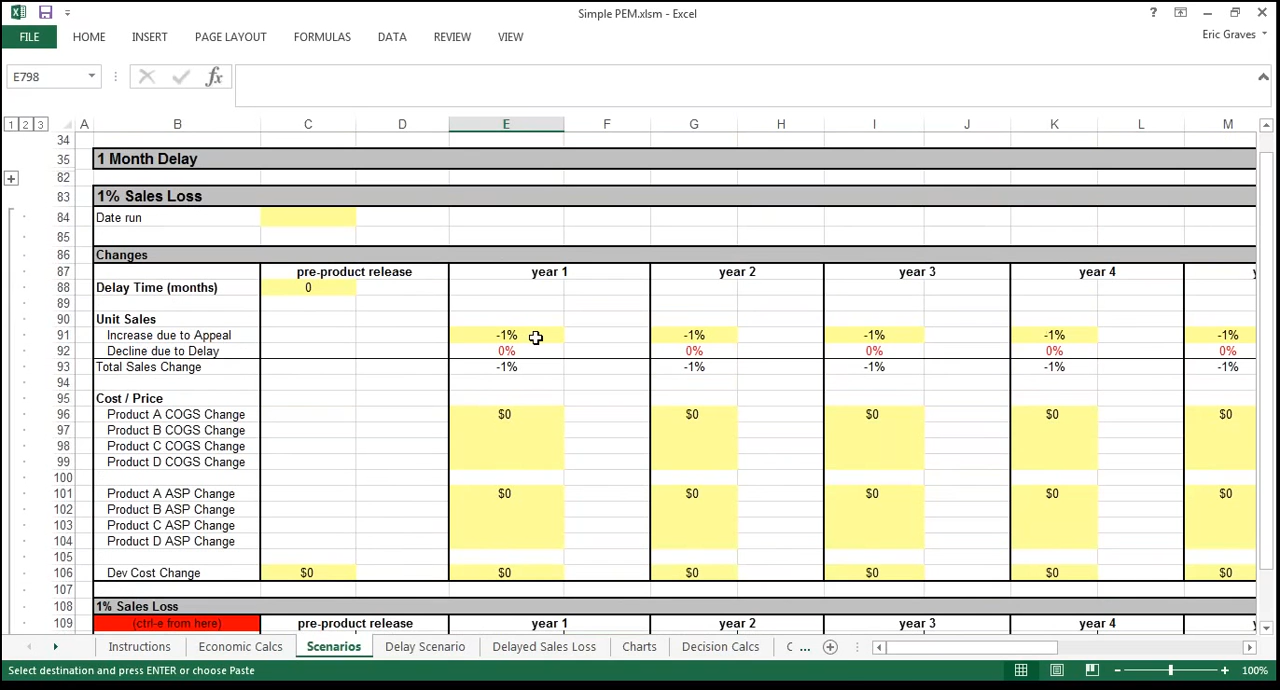 Simple PEM.xlsm - Excel
?
FILE HOME INSERT PAGE LAYOUT FORMULAS DATA REVIEW VIEW Eric Graves
E798 fx
1 2 3 A B C D E F G H I J K L M
34
35 1 Month Delay
82
83 1% Sales Loss
84 Date run
85
86 Changes
87 pre-product release year 1 year 2 year 3 year 4 y
88 Delay Time (months) 0
89
90 Unit Sales
91 Increase due to Appeal -1% -1% -1% -1% -1%
92 Decline due to Delay 0% 0% 0% 0% 0%
93 Total Sales Change -1% -1% -1% -1% -1%
94
95 Cost / Price
96 Product A COGS Change $0 $0 $0 $0 $0
97 Product B COGS Change
98 Product C COGS Change
99 Product D COGS Change
100
101 Product A ASP Change $0 $0 $0 $0 $0
102 Product B ASP Change
103 Product C ASP Change
104 Product D ASP Change
105
106 Dev Cost Change $0 $0 $0 $0 $0 $0
107
108 1% Sales Loss
109 (ctrl-e from here) pre-product release year 1 year 2 year 3 year 4
Instructions Economic Calcs Scenarios Delay Scenario Delayed Sales Loss Charts Decision Calcs C ...
Select destination and press ENTER or choose Paste 100%